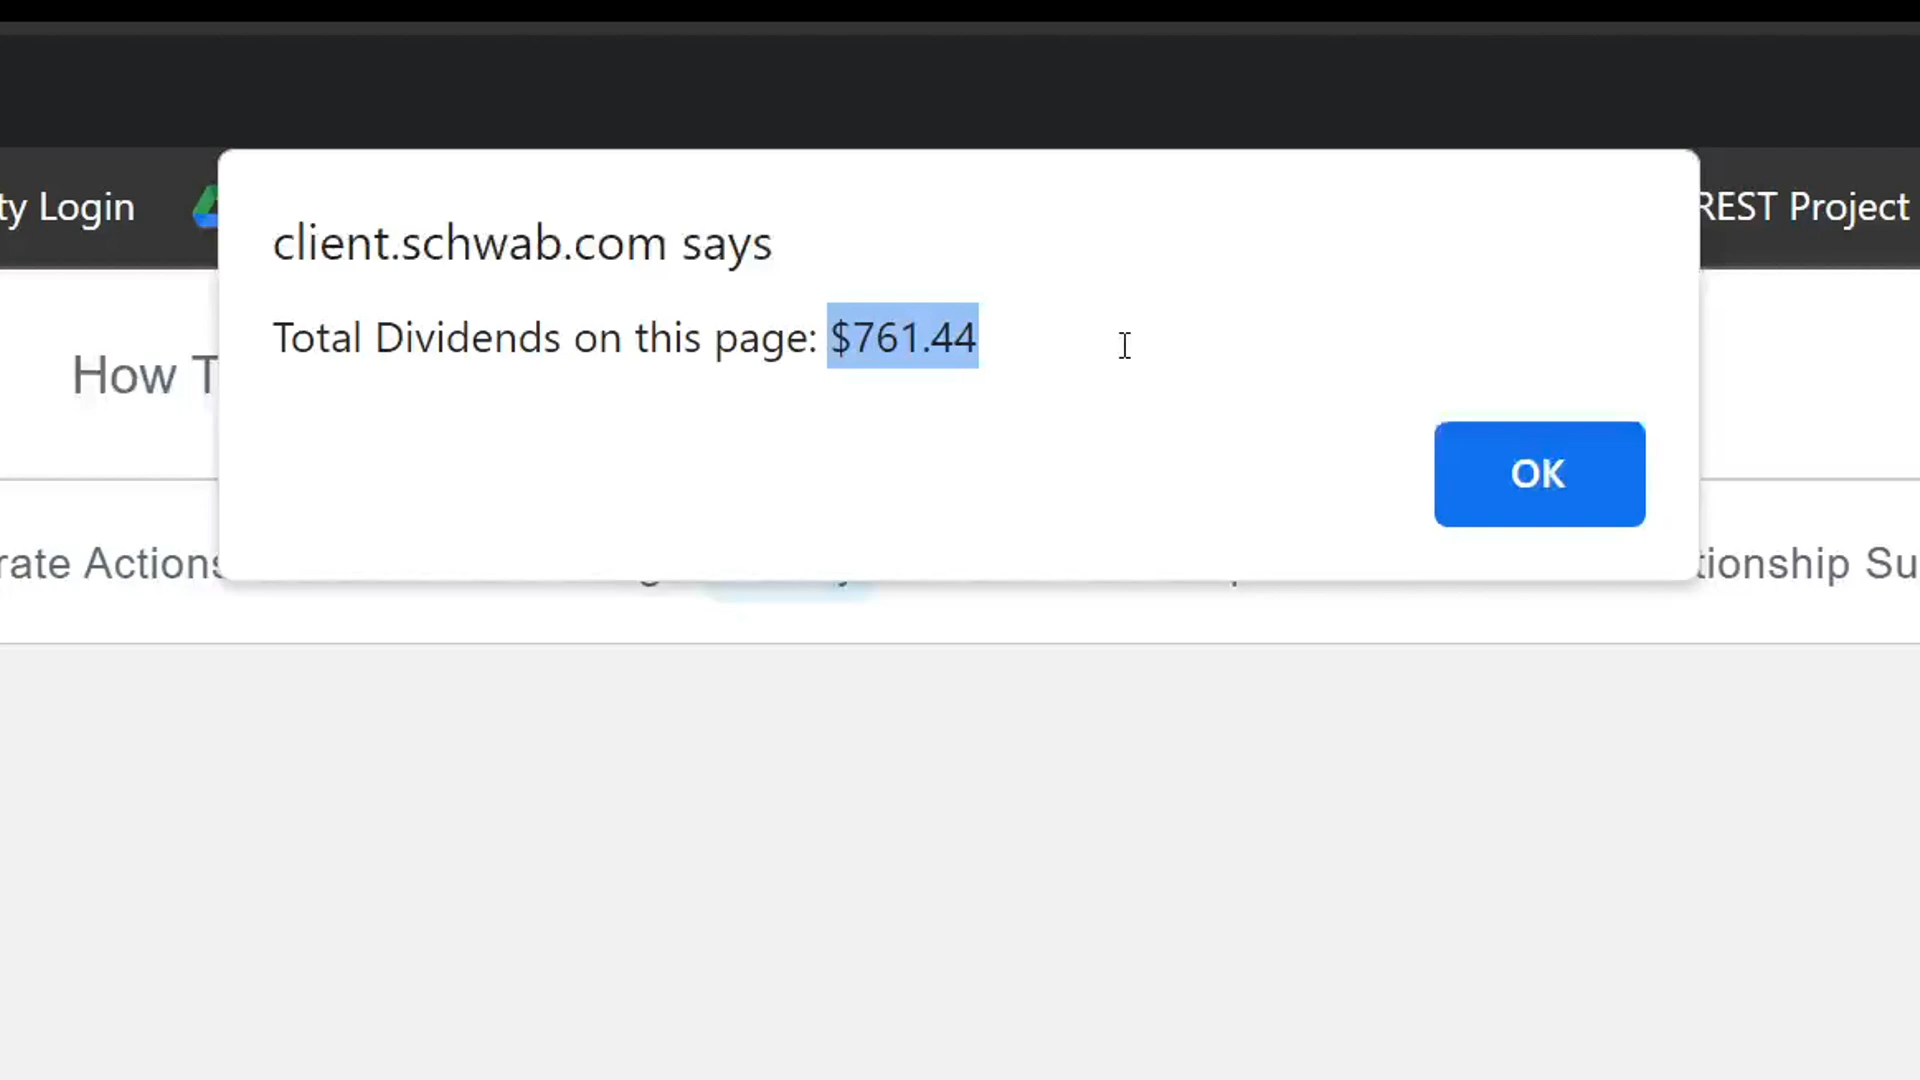 ty Login
REST Project
client.schwab.com says
Total Dividends on this page: $761.44
How T
OK
rate Actions
tionship Su